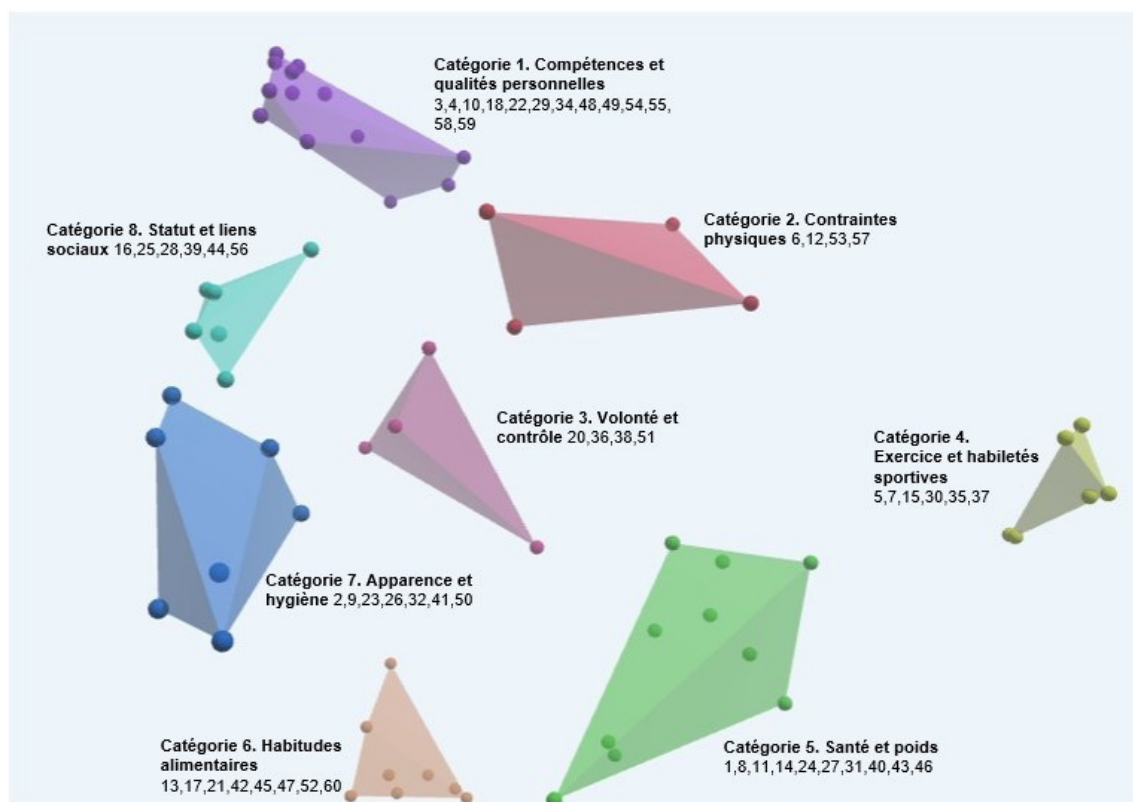 Catégorie 1. Compétences et
qualités personnelles
3,4,10,18,22,29,34,48,49,54,55,
58,59
Catégorie 2. Contraintes
physiques 6,12,53,57
Catégorie 8. Statut et liens
sociaux 16,25,28,39,44,56
Catégorie 3. Volonté et
contrôle 20,36,38,51
Catégorie 4.
Exercice et habiletés
sportives
5,7,15,30,35,37
Catégorie 7. Apparence et
hygiène 2,9,23,26,32,41,50
Catégorie 6. Habitudes
alimentaires
13,17,21,42,45,47,52,60
Catégorie 5. Santé et poids
1,8,11,14,24,27,31,40,43,46